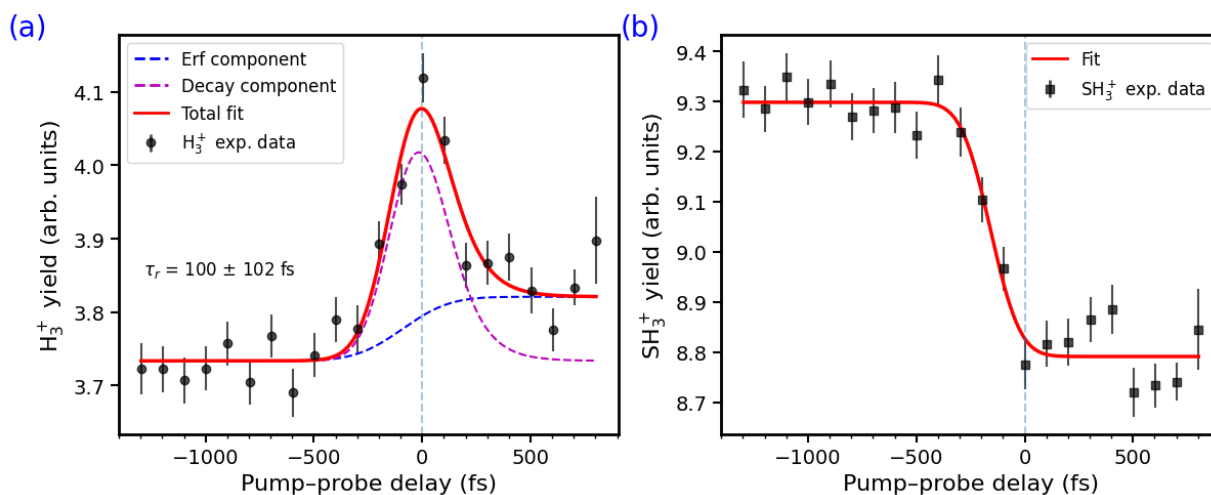 (a)
H₃⁺ yield (arb. units)
4.1
4.0
3.9
3.8
3.7
Erf component
Decay component
Total fit
H₃⁺ exp. data
τᵣ = 100 ± 102 fs
−1000 −500 0 500
Pump–probe delay (fs)
(b)
SH₃⁺ yield (arb. units)
9.4
9.3
9.2
9.1
9.0
8.9
8.8
8.7
Fit
SH₃⁺ exp. data
−1000 −500 0 500
Pump–probe delay (fs)